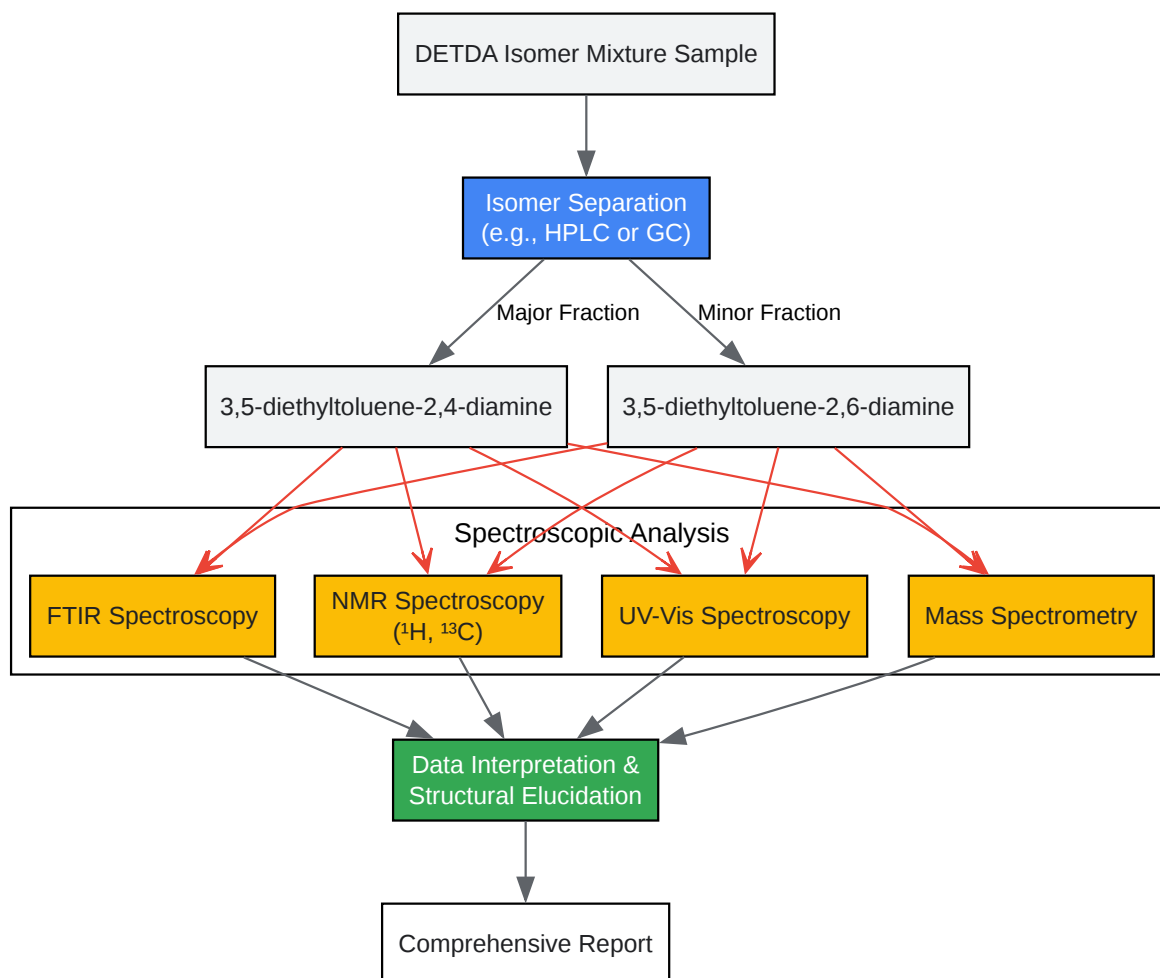 DETDA Isomer Mixture Sample
Isomer Separation
(e.g., HPLC or GC)
Major Fraction
Minor Fraction
3,5-diethyltoluene-2,4-diamine
3,5-diethyltoluene-2,6-diamine
Spectroscopic Analysis
FTIR Spectroscopy
NMR Spectroscopy
(¹H, ¹³C)
UV-Vis Spectroscopy
Mass Spectrometry
Data Interpretation &
Structural Elucidation
Comprehensive Report